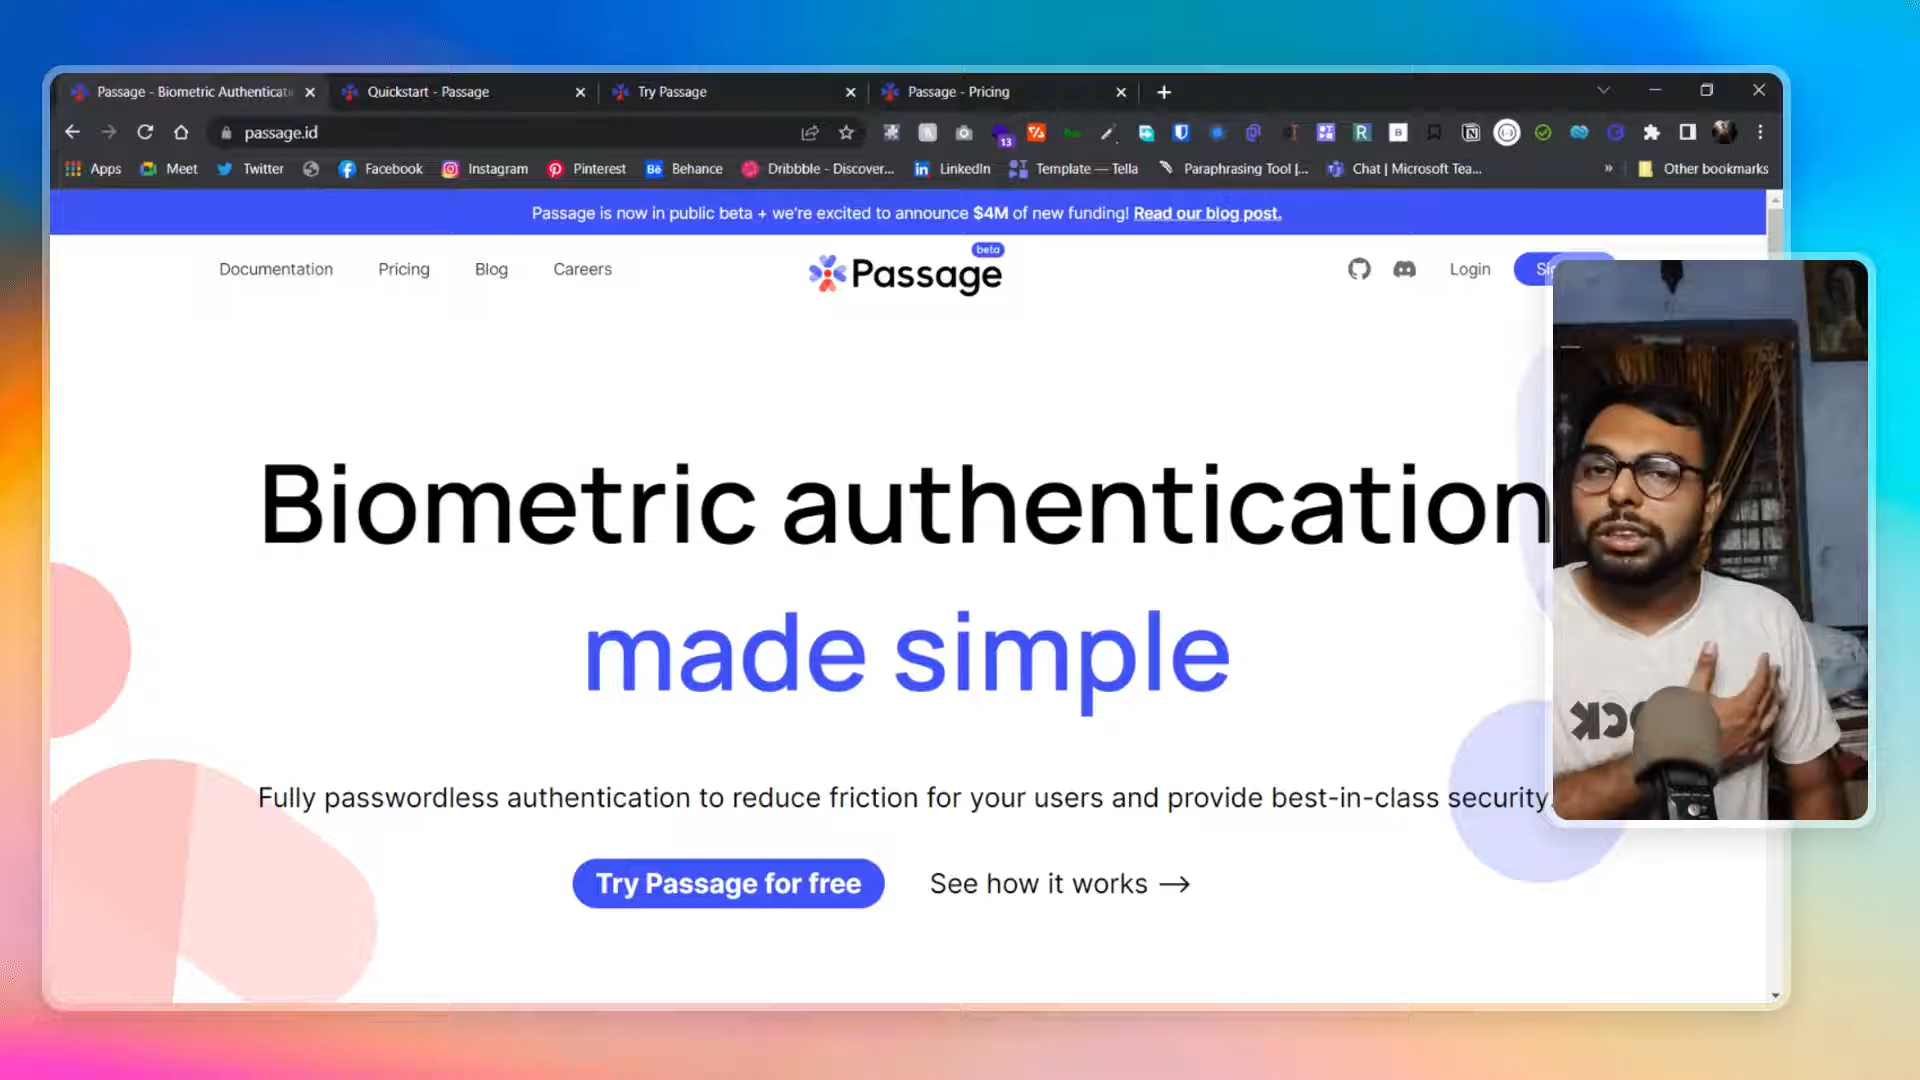 Passage - Biometric Authenticati
Quickstart - Passage
Try Passage
Passage - Pricing
passage.id
13
Apps
Meet
Twitter
Facebook
Instagram
Pinterest
Behance
Dribbble - Discover...
LinkedIn
Template — Tella
Paraphrasing Tool |...
Chat | Microsoft Tea...
Other bookmarks
Passage is now in public beta + we're excited to announce $4M of new funding! Read our blog post.
Documentation
Pricing
Blog
Careers
Passage
beta
Login
Biometric authentication
made simple
Fully passwordless authentication to reduce friction for your users and provide best-in-class security.
Try Passage for free
See how it works →